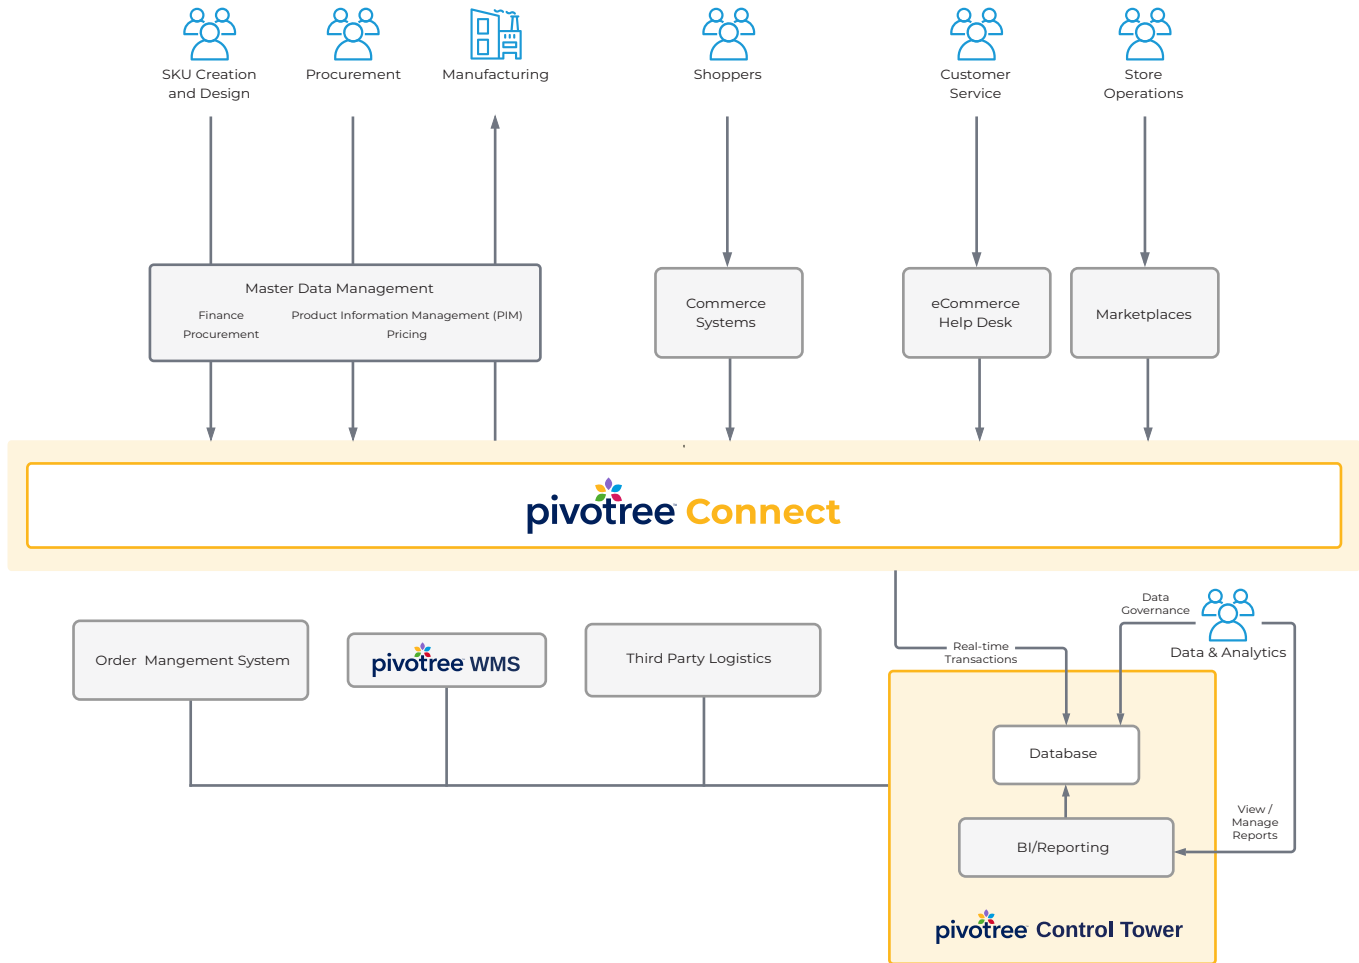 SKU Creation
and Design
Procurement
Manufacturing
Shoppers
Customer
Service
Store
Operations
Master Data Management
Finance
Product Information Management (PIM)
Procurement
Pricing
Commerce
Systems
eCommerce
Help Desk
Marketplaces
pivotree Connect
Data
Governance
Data & Analytics
Real-time
Transactions
Order Mangement System
pivotree WMS
Third Party Logistics
Database
View /
Manage
Reports
BI/Reporting
pivotree Control Tower